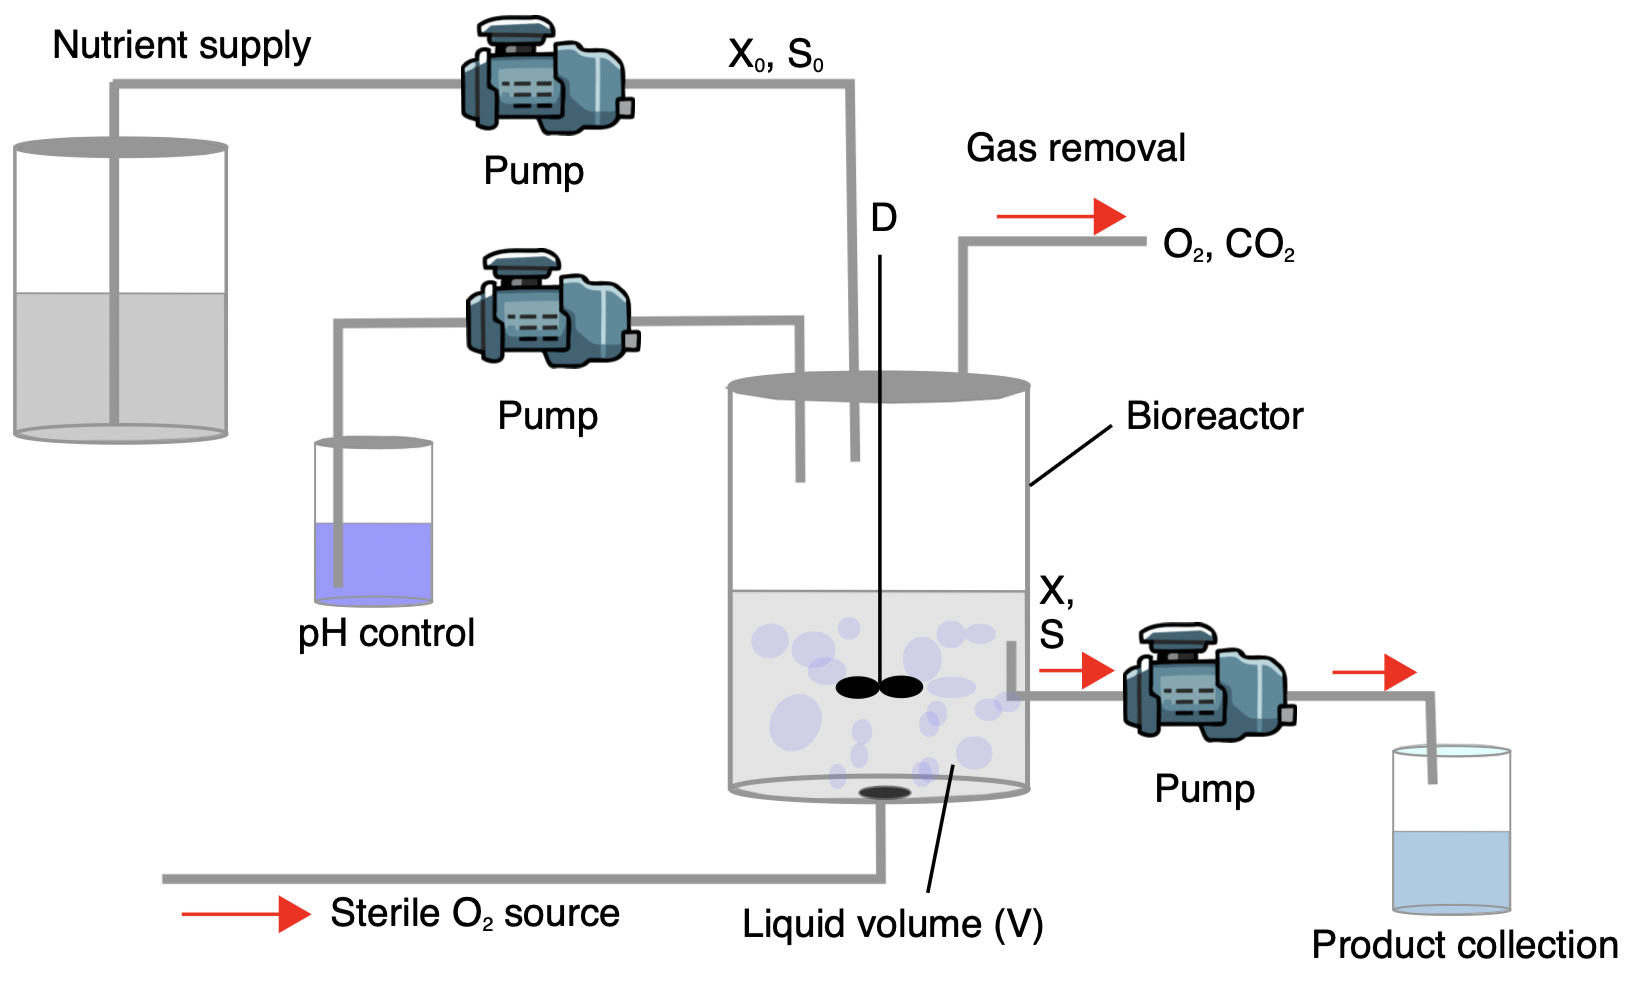 Nutrient supply
X₀, S₀
Pump
Gas removal
D
O₂, CO₂
Pump
Bioreactor
pH control
X,
S
Pump
Sterile O₂ source
Liquid volume (V)
Product collection